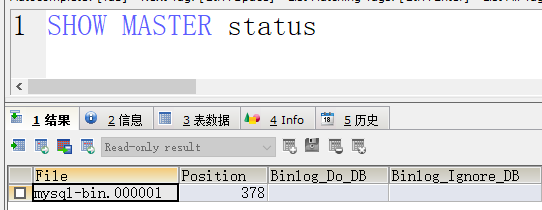 1 SHOW MASTER status
1 结果 2 信息 3 表数据 4 Info 5 历史
Read-only result
File Position Binlog_Do_DB Binlog_Ignore_DB
mysql-bin.000001 378